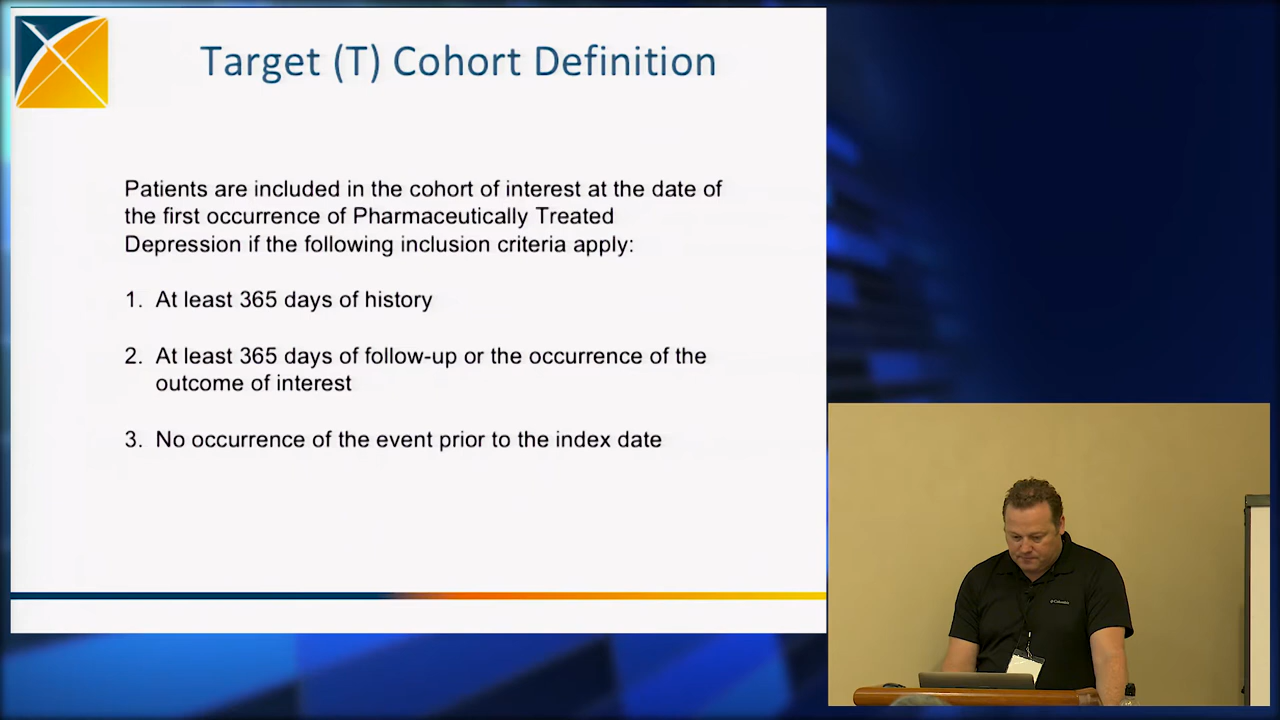 Target (T) Cohort Definition
Patients are included in the cohort of interest at the date of
the first occurrence of Pharmaceutically Treated
Depression if the following inclusion criteria apply:
1. At least 365 days of history
2. At least 365 days of follow-up or the occurrence of the
outcome of interest
3. No occurrence of the event prior to the index date
Columbia